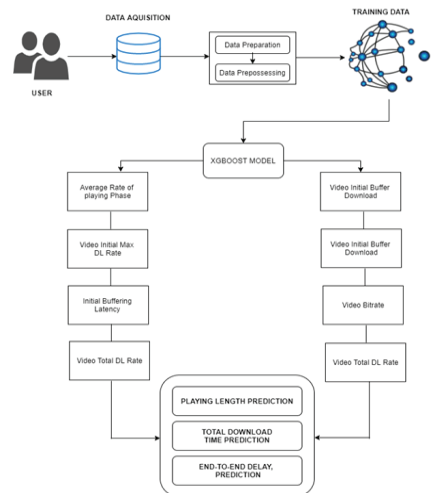 DATA AQUISITION
TRAINING DATA
Data Preparation
Data Prepossessing
USER
XGBOOST MODEL
Average Rate of
playing Phase
Video Initial Max
DL Rate
Initial Buffering
Latency
Video Total DL Rate
Video Initial Buffer
Download
Video Initial Buffer
Download
Video Bitrate
Video Total DL Rate
PLAYING LENGTH PREDICTION
TOTAL DOWNLOAD
TIME PREDICTION
END-TO-END DELAY,
PREDICTION